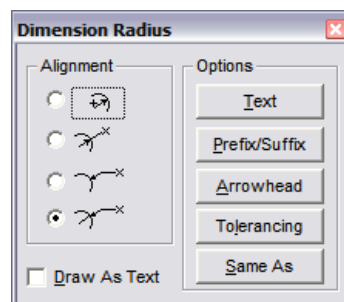 Dimension Radius
Alignment
Options
Text
Prefix/Suffix
Arrowhead
Tolerancing
Same As
Draw As Text